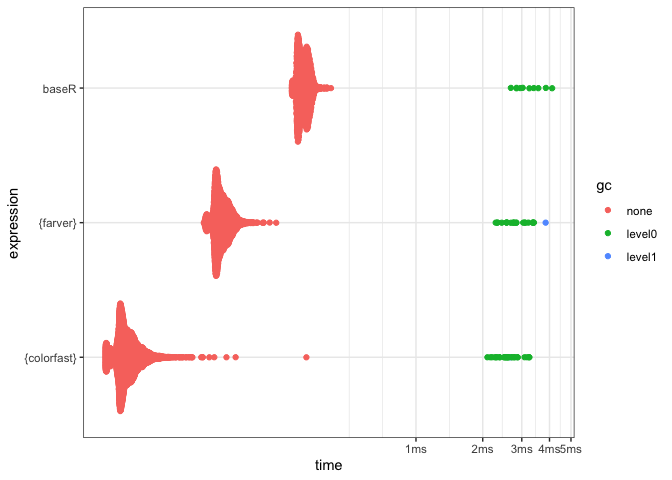 baseR
{farver}
{colorfast}
expression
1ms 2ms 3ms 4ms5ms
time
gc
none
level0
level1